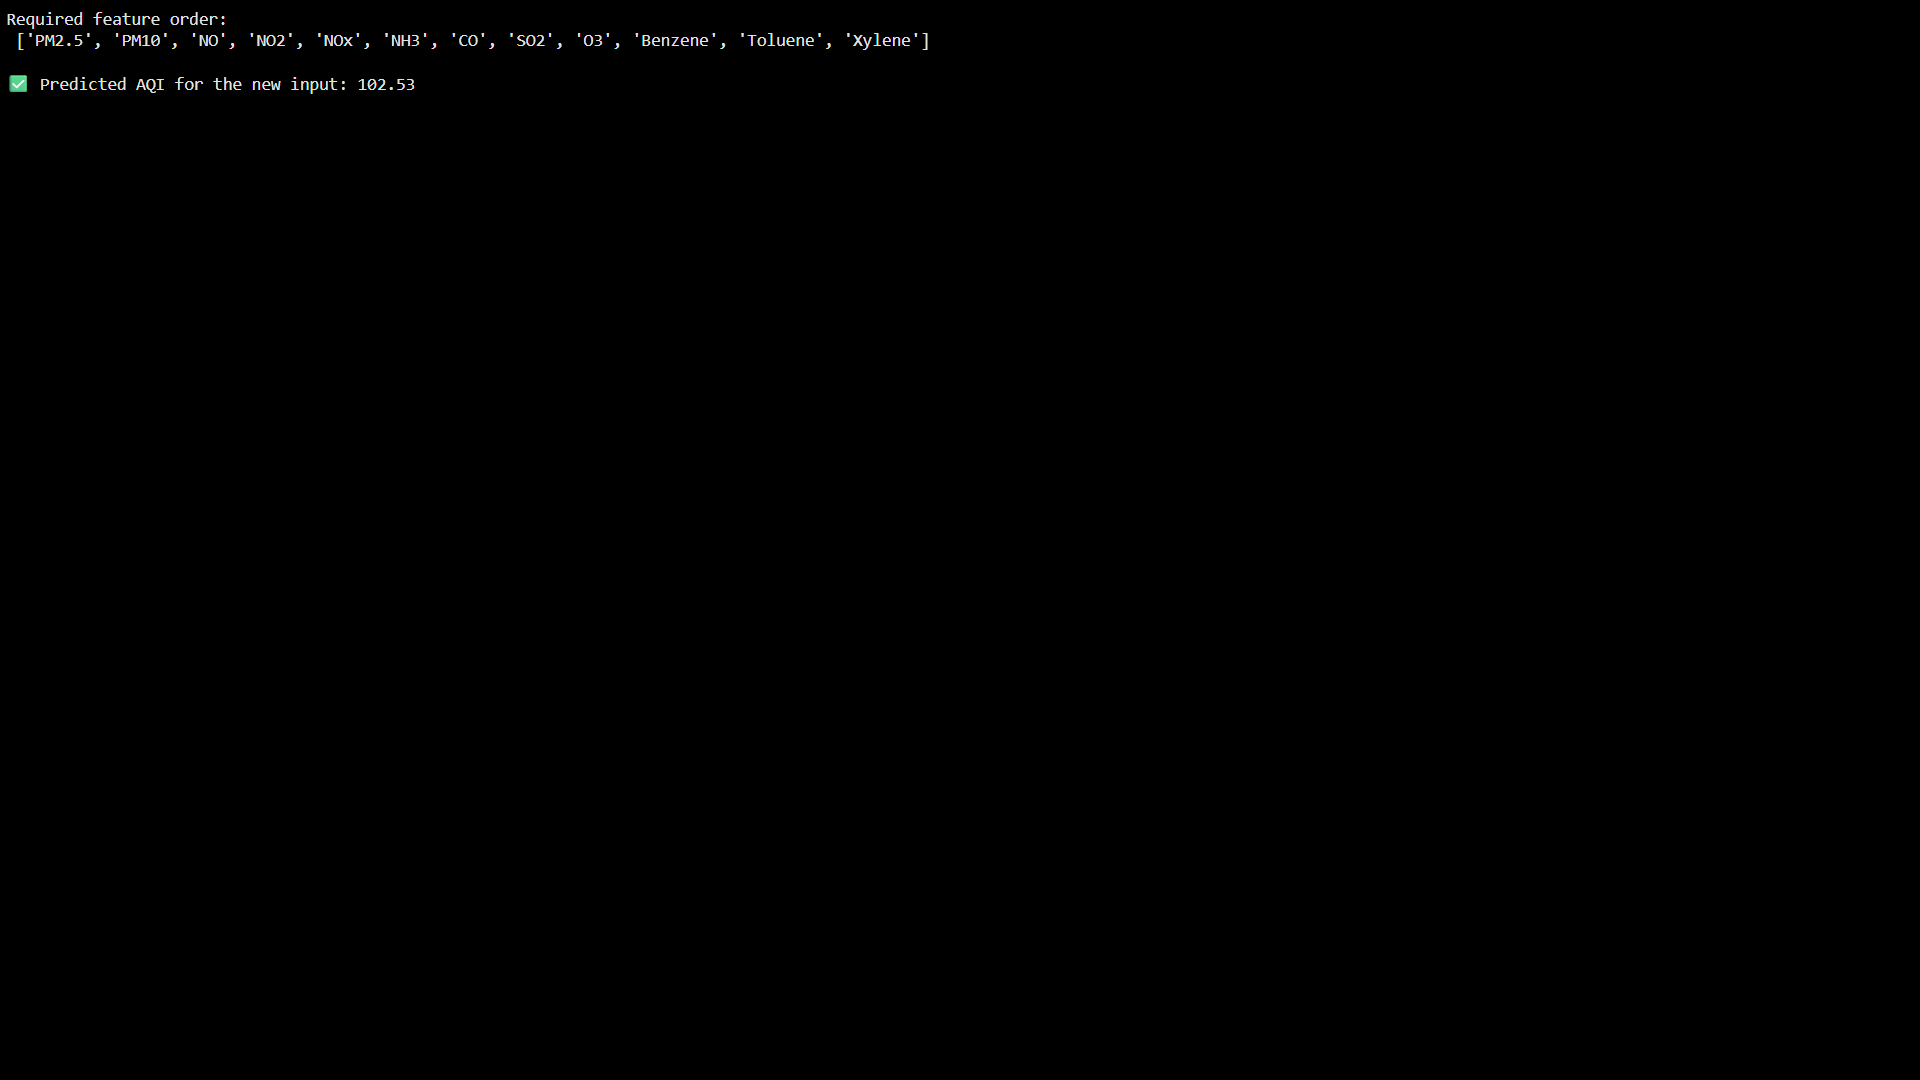 Required feature order:
['PM2.5', 'PM10', 'NO', 'NO2', 'NOx', 'NH3', 'CO', 'SO2', 'O3', 'Benzene', 'Toluene', 'Xylene']
✅ Predicted AQI for the new input: 102.53